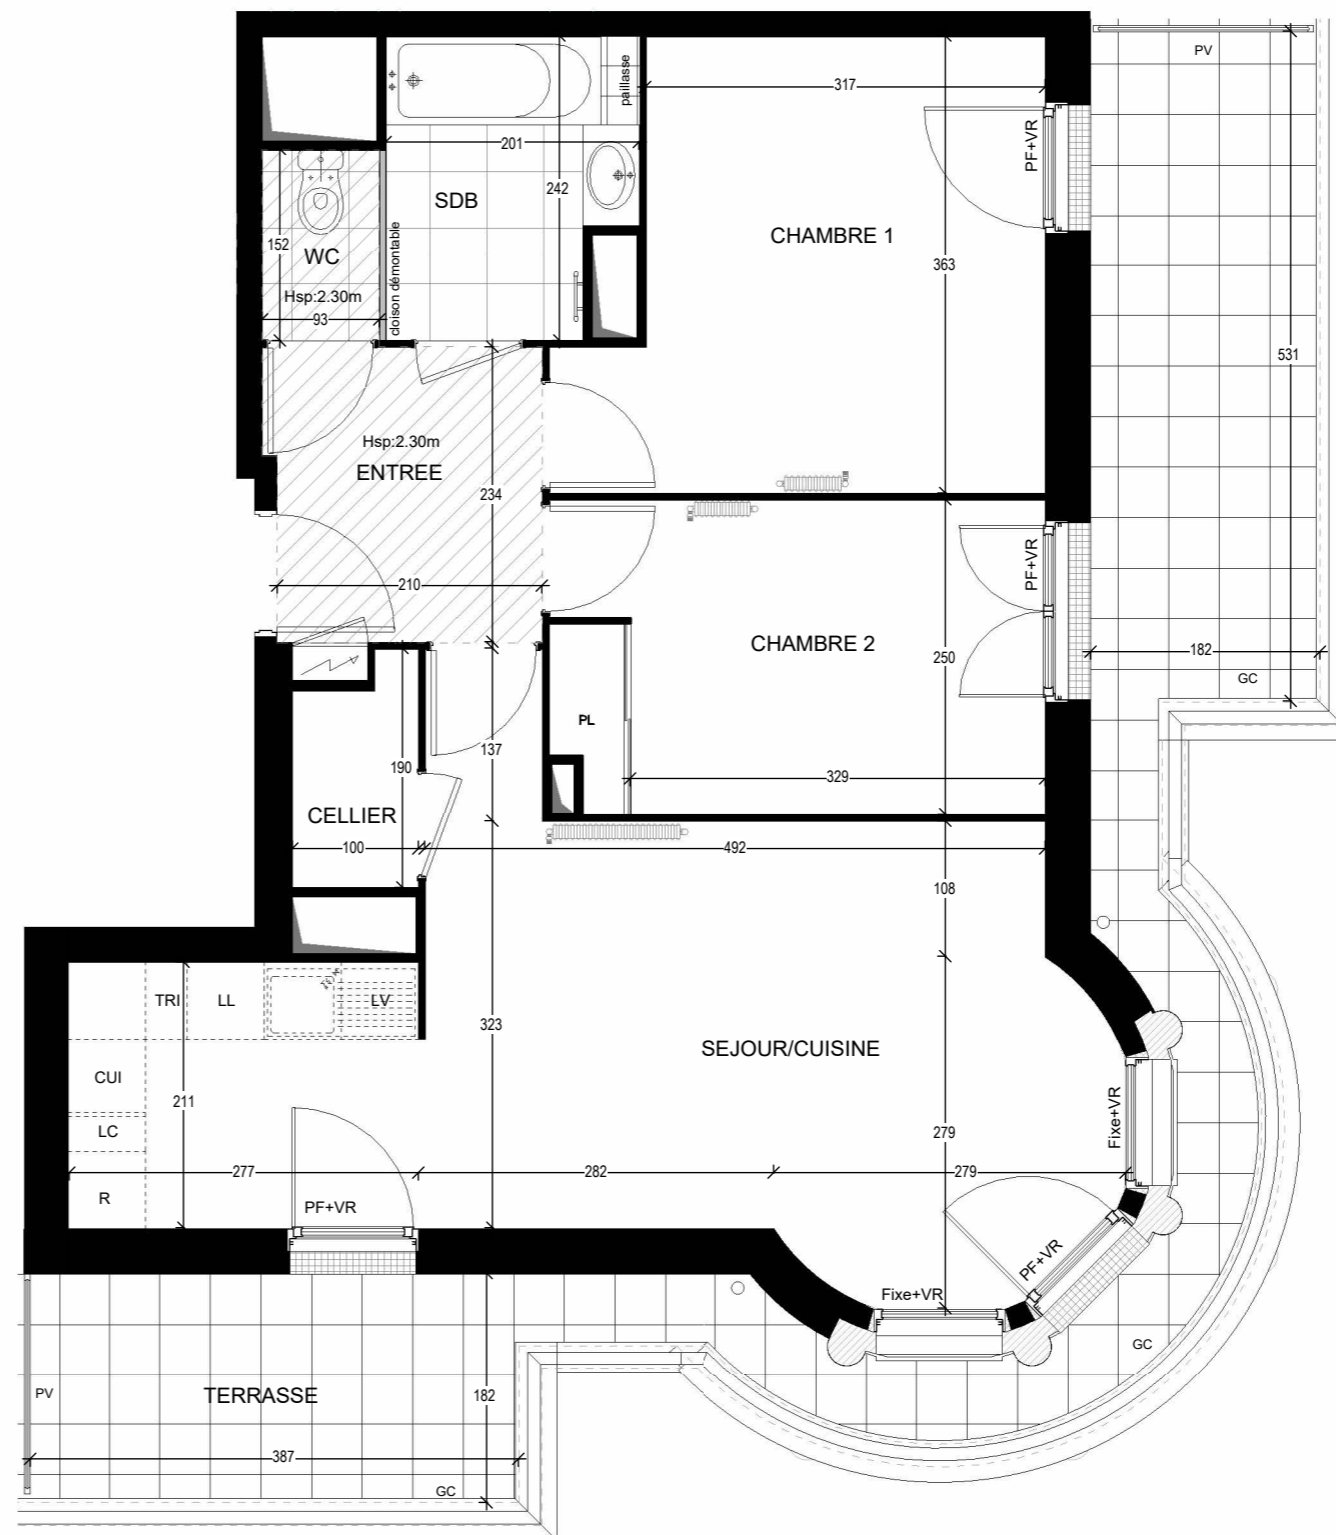 PV
paillasse
317
PF+VR
201
SDB
242
CHAMBRE 1
152
WC
cloison démontable
363
Hsp:2.30m
93
531
Hsp:2.30m
ENTREE
234
PF+VR
210
CHAMBRE 2
250
182
GC
PL
137
190
329
CELLIER
100
492
108
TRI
LL
LV
323
SEJOUR/CUISINE
CUI
211
Fixe+VR
LC
279
277
282
279
R
PF+VR
PF+VR
Fixe+VR
GC
PV
TERRASSE
182
387
GC